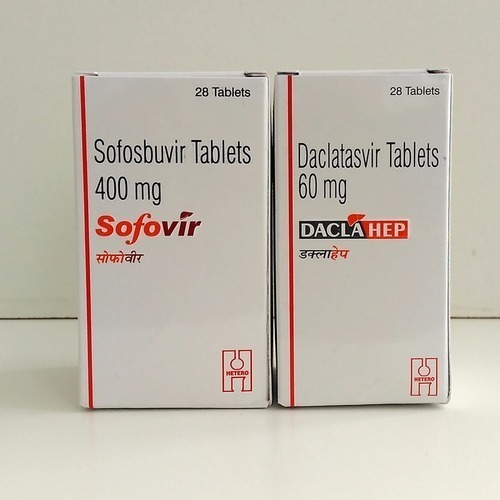 28 Tablets
Sofosbuvir Tablets
400 mg
Sofovir
सोफोवीर
HETERO
28 Tablets
Daclatasvir Tablets
60 mg
DACLAHEP
डक्लाहेप
HETERO